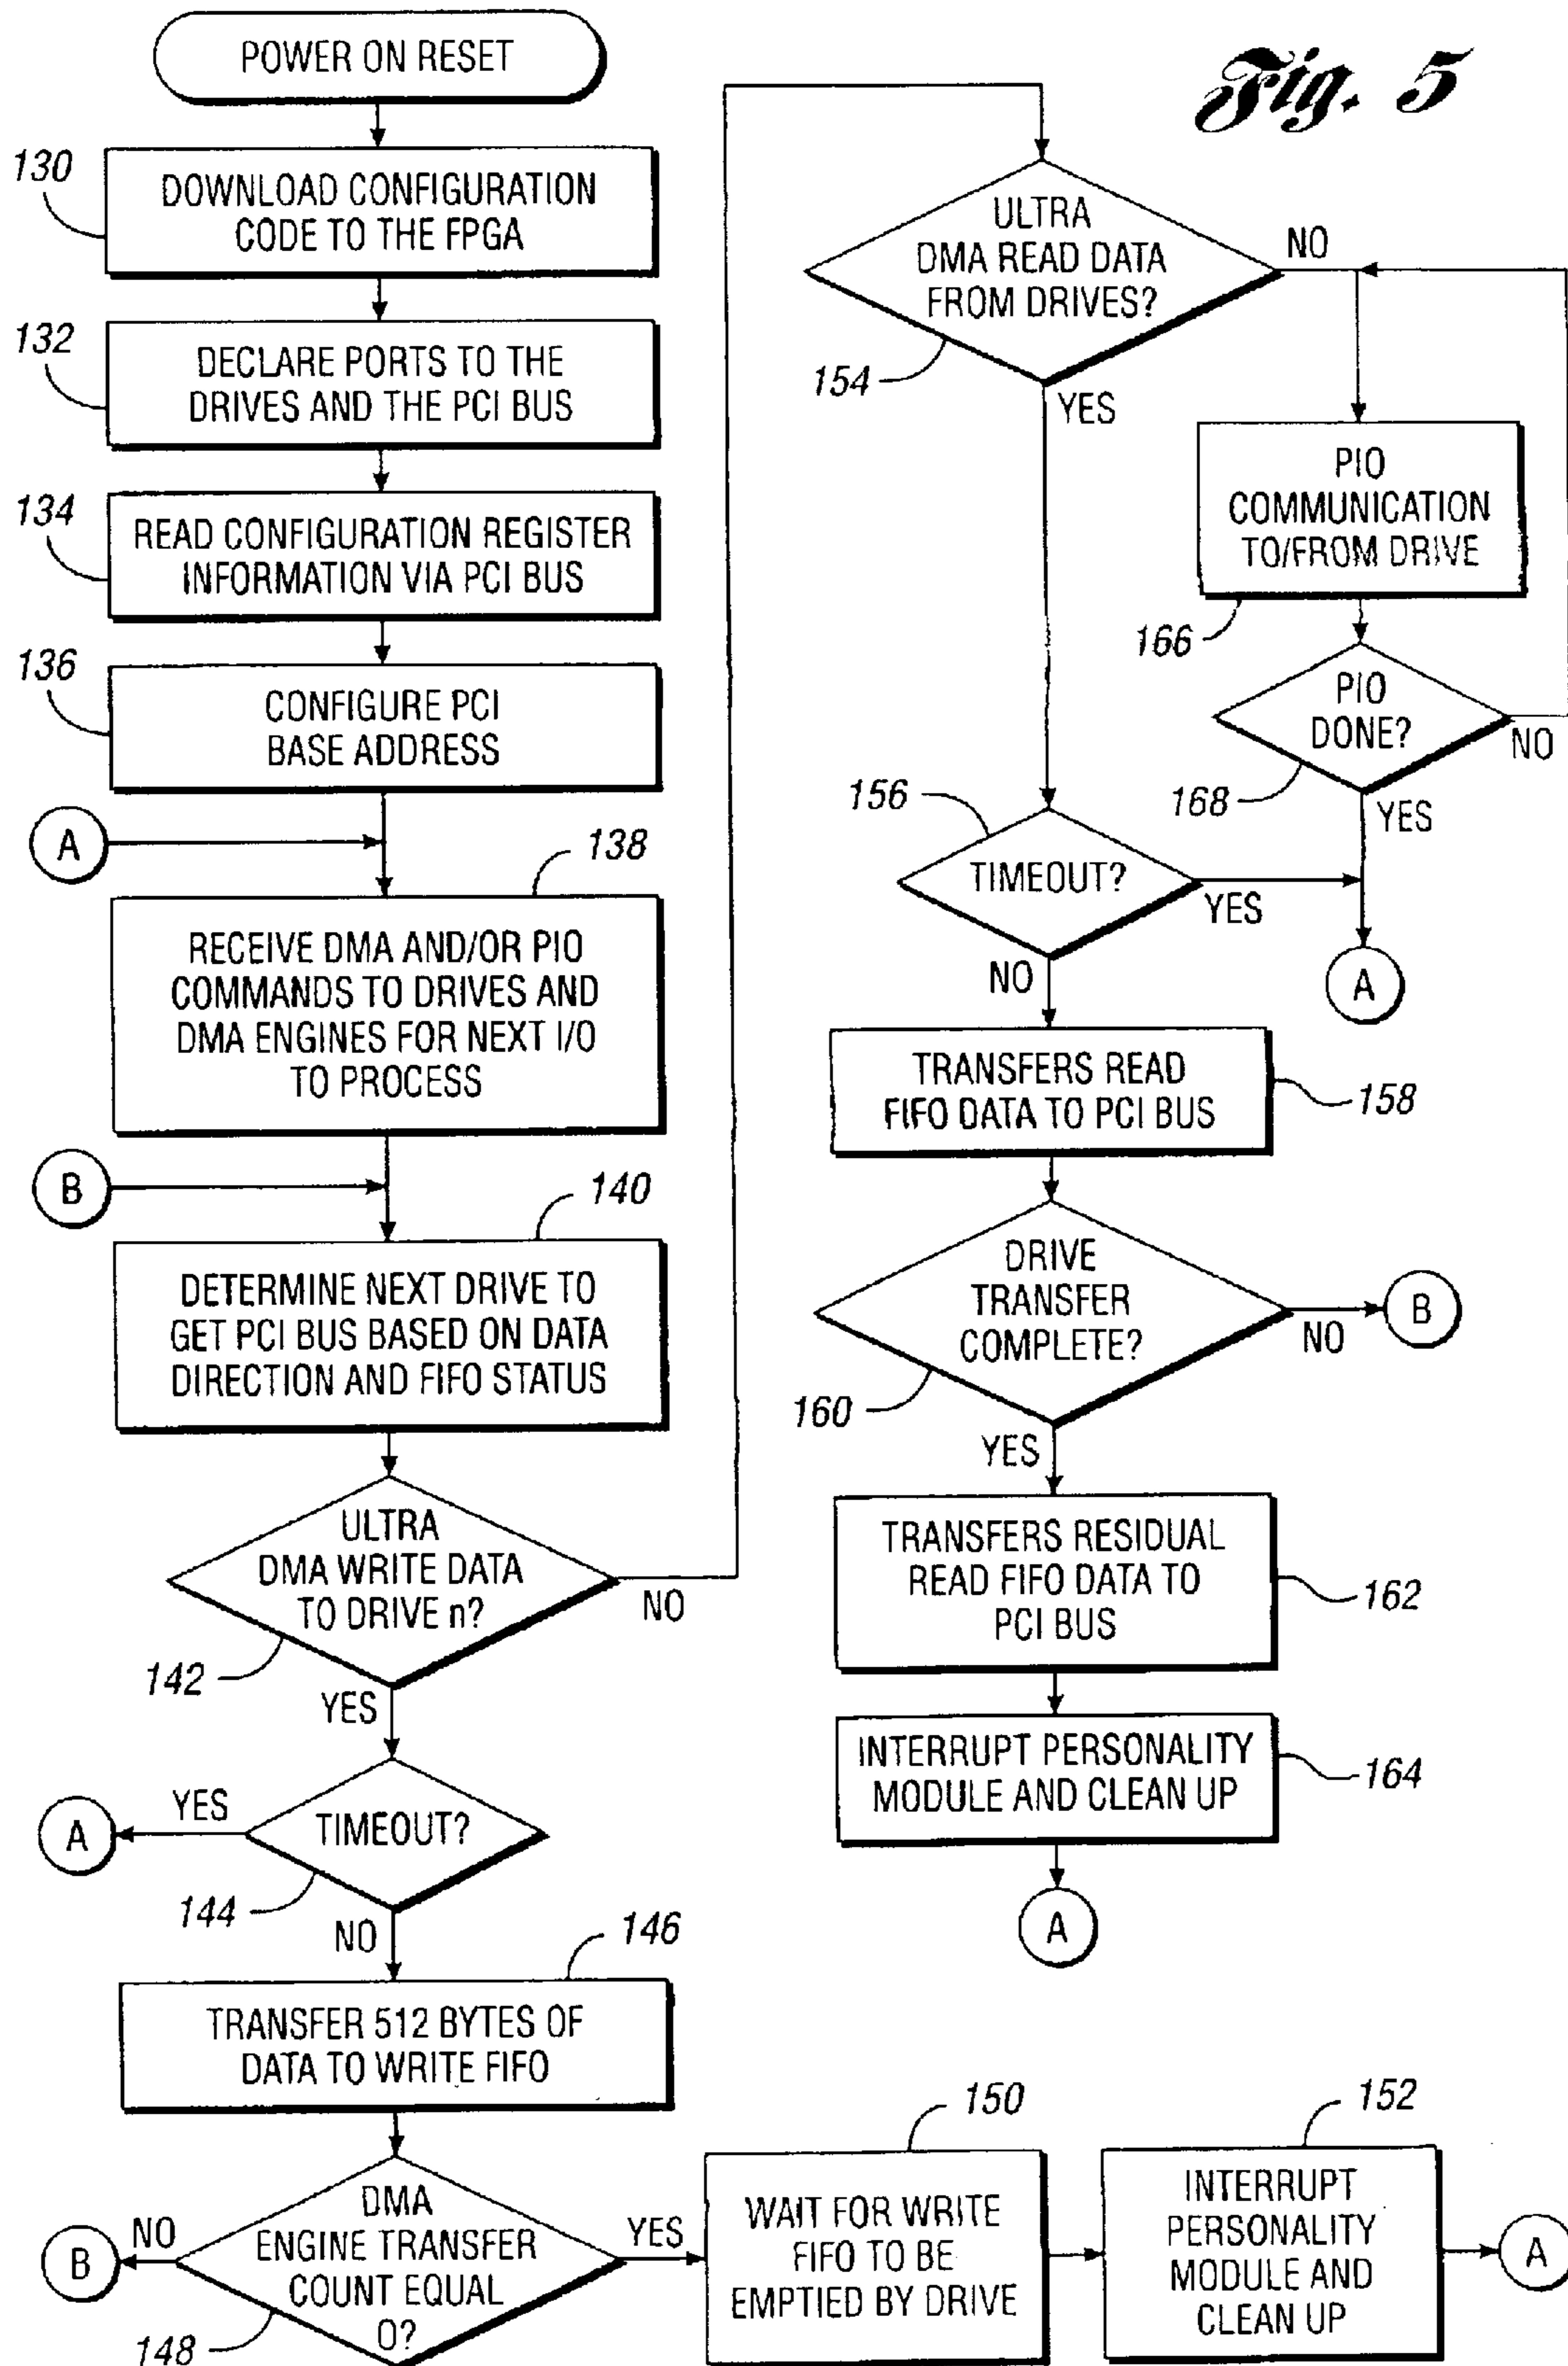 Fig. 5
POWER ON RESET
130
DOWNLOAD CONFIGURATION
CODE TO THE FPGA
132
DECLARE PORTS TO THE
DRIVES AND THE PCI BUS
134
READ CONFIGURATION REGISTER
INFORMATION VIA PCI BUS
136
CONFIGURE PCI
BASE ADDRESS
A
138
RECEIVE DMA AND/OR PIO
COMMANDS TO DRIVES AND
DMA ENGINES FOR NEXT I/O
TO PROCESS
B
140
DETERMINE NEXT DRIVE TO
GET PCI BUS BASED ON DATA
DIRECTION AND FIFO STATUS
ULTRA
DMA WRITE DATA
TO DRIVE n?
NO
142
YES
TIMEOUT?
YES
A
144
NO
146
TRANSFER 512 BYTES OF
DATA TO WRITE FIFO
DMA
ENGINE TRANSFER
COUNT EQUAL
0?
NO
B
148
YES
150
WAIT FOR WRITE
FIFO TO BE
EMPTIED BY DRIVE
152
INTERRUPT
PERSONALITY
MODULE AND
CLEAN UP
A
ULTRA
DMA READ DATA
FROM DRIVES?
NO
154
YES
PIO
COMMUNICATION
TO/FROM DRIVE
166
PIO
DONE?
NO
168
YES
156
TIMEOUT?
YES
A
NO
TRANSFERS READ
FIFO DATA TO PCI BUS
158
DRIVE
TRANSFER
COMPLETE?
NO
B
160
YES
TRANSFERS RESIDUAL
READ FIFO DATA TO
PCI BUS
162
INTERRUPT PERSONALITY
MODULE AND CLEAN UP
164
A